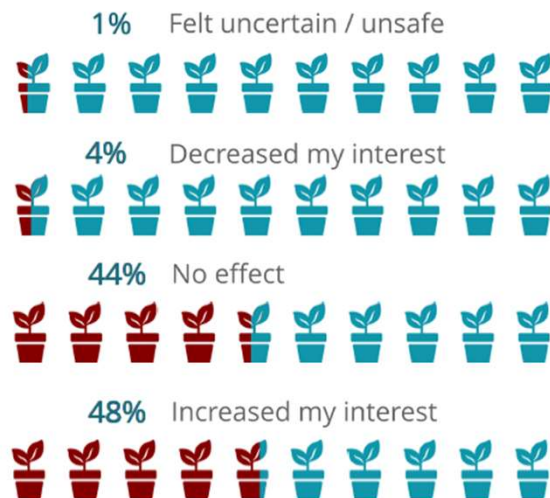 1% Felt uncertain / unsafe
4% Decreased my interest
44% No effect
48% Increased my interest